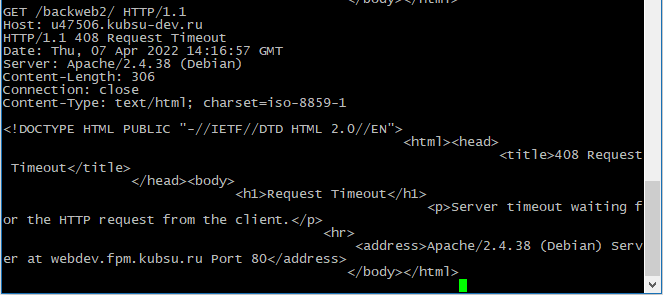 </body></html>
GET /backweb2/ HTTP/1.1
Host: u47506.kubsu-dev.ru
HTTP/1.1 408 Request Timeout
Date: Thu, 07 Apr 2022 14:16:57 GMT
Server: Apache/2.4.38 (Debian)
Content-Length: 306
Connection: close
Content-Type: text/html; charset=iso-8859-1

<!DOCTYPE HTML PUBLIC "-//IETF//DTD HTML 2.0//EN">
<html><head>
<title>408 Request
Timeout</title>
</head><body>
<h1>Request Timeout</h1>
<p>Server timeout waiting f
or the HTTP request from the client.</p>
<hr>
<address>Apache/2.4.38 (Debian) Serv
er at webdev.fpm.kubsu.ru Port 80</address>
</body></html>